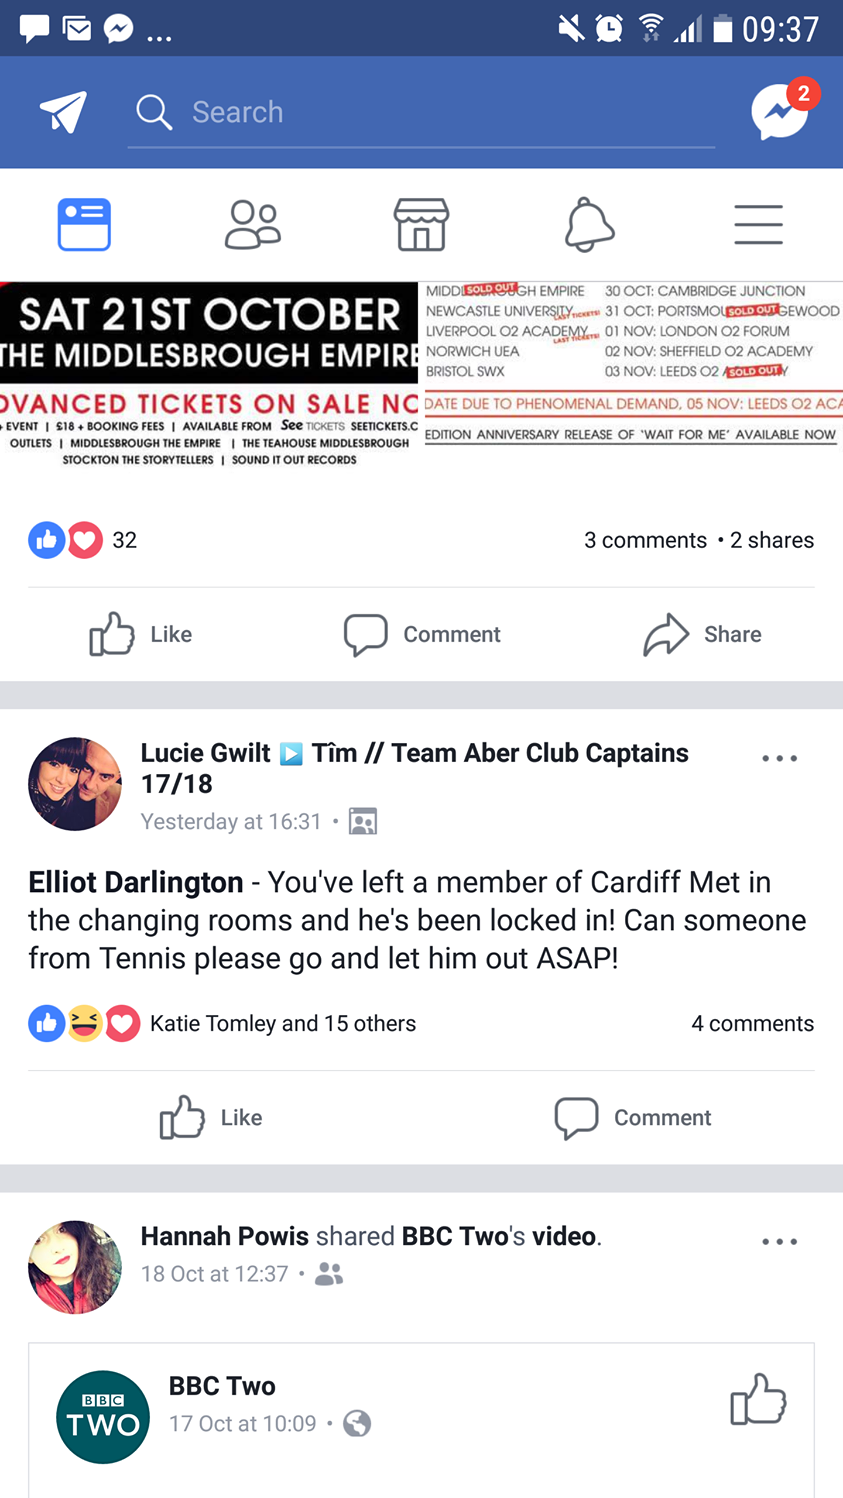 ... 09:37
Search
2
SAT 21ST OCTOBER
THE MIDDLESBROUGH EMPIRE
DVANCED TICKETS ON SALE NO
EVENT | £18 + BOOKING FEES | AVAILABLE FROM See TICKETS SEETICKETS.C
OUTLETS | MIDDLESBROUGH THE EMPIRE | THE TEAHOUSE MIDDLESBROUGH
STOCKTON THE STORYTELLERS | SOUND IT OUT RECORDS
MIDDL SOLD OUT GH EMPIRE 30 OCT: CAMBRIDGE JUNCTION
NEWCASTLE UNIVERSITY LAST TICKETS! 31 OCT: PORTSMOU SOLD OUT GEWOOD
LIVERPOOL O2 ACADEMY LAST TICKETS! 01 NOV: LONDON O2 FORUM
NORWICH UEA 02 NOV: SHEFFIELD O2 ACADEMY
BRISTOL SWX 03 NOV: LEEDS O2 A SOLD OUT Y
DATE DUE TO PHENOMENAL DEMAND, 05 NOV: LEEDS O2 ACA
EDITION ANNIVERSARY RELEASE OF 'WAIT FOR ME' AVAILABLE NOW
32 3 comments • 2 shares
Like Comment Share
Lucie Gwilt ▶ Tîm // Team Aber Club Captains
17/18
Yesterday at 16:31 •
Elliot Darlington - You've left a member of Cardiff Met in
the changing rooms and he's been locked in! Can someone
from Tennis please go and let him out ASAP!
Katie Tomley and 15 others 4 comments
Like Comment
Hannah Powis shared BBC Two's video.
18 Oct at 12:37 •
BBC
TWO
BBC Two
17 Oct at 10:09 •